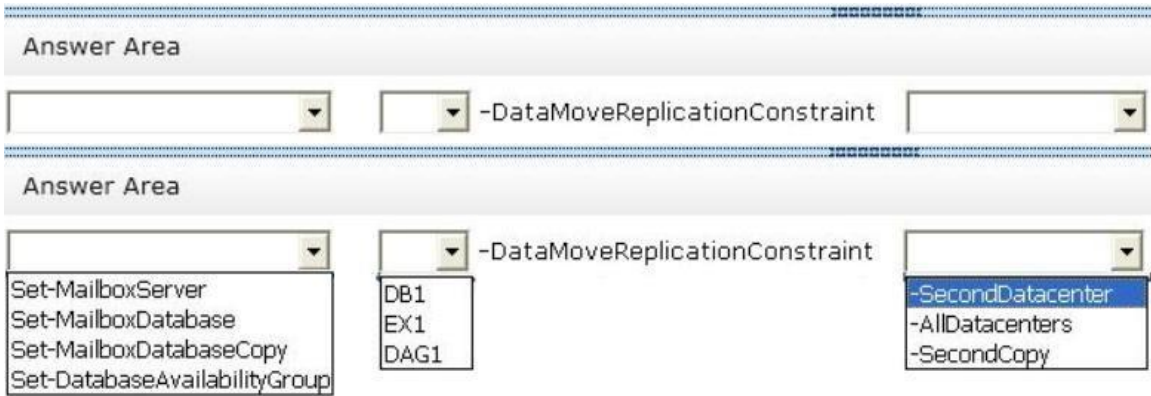 Answer Area
-DataMoveReplicationConstraint
Answer Area
-DataMoveReplicationConstraint
Set-MailboxServer
Set-MailboxDatabase
Set-MailboxDatabaseCopy
Set-DatabaseAvailabilityGroup
DB1
EX1
DAG1
-SecondDatacenter
-AllDatacenters
-SecondCopy